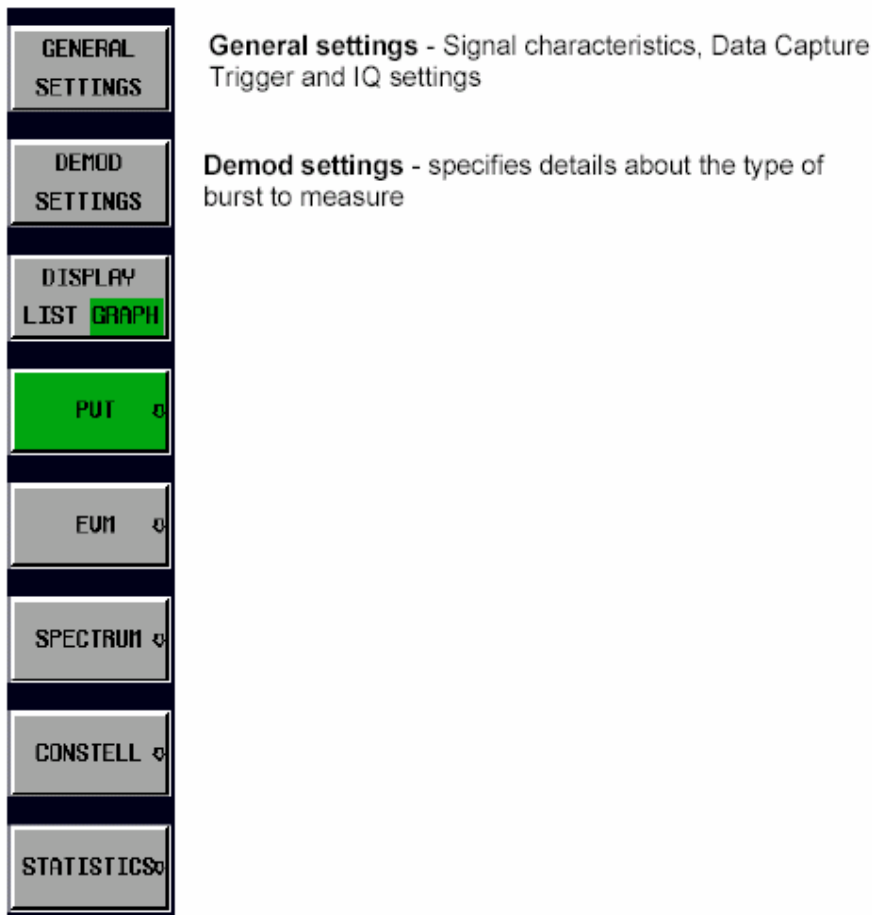 GENERAL
SETTINGS
General settings - Signal characteristics, Data Capture
Trigger and IQ settings
DEMOD
SETTINGS
Demod settings - specifies details about the type of
burst to measure
DISPLAY
LIST GRAPH
PVT
EVM
SPECTRUM
CONSTELL
STATISTICS